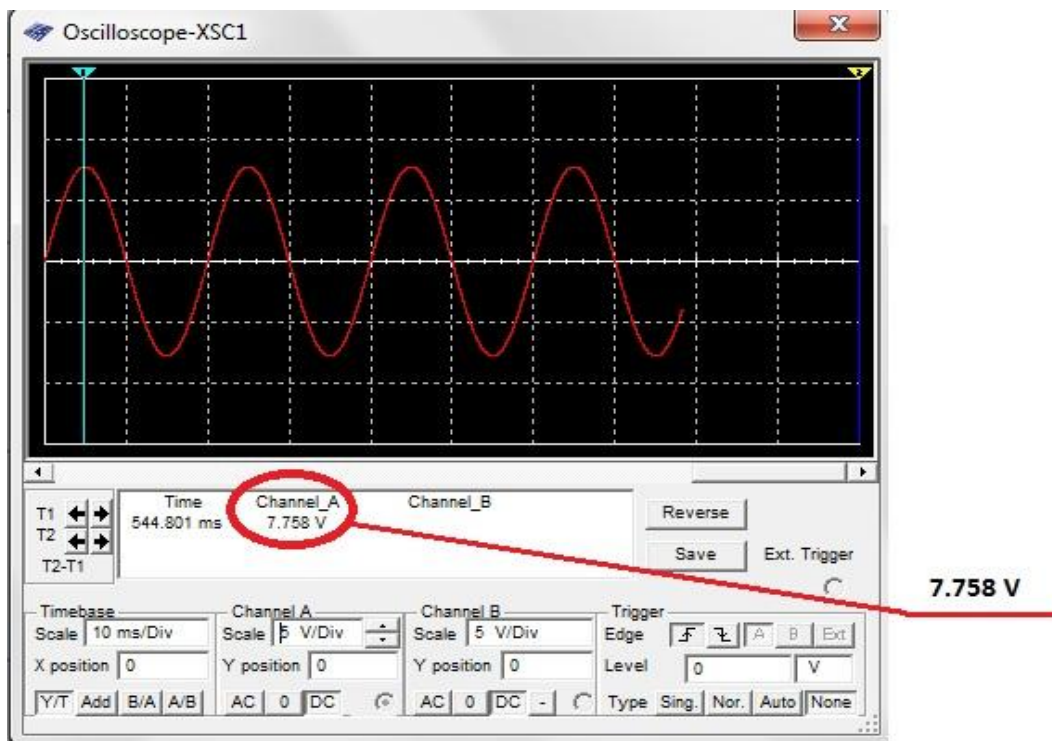 Oscilloscope-XSC1
1
2
Time Channel_A Channel_B
T1 544.801 ms 7.758 V
T2
T2-T1
Reverse
Save
Ext. Trigger
7.758 V
Timebase Channel A Channel B Trigger
Scale 10 ms/Div Scale 5 V/Div Scale 5 V/Div Edge A B Ext
X position 0 Y position 0 Y position 0 Level 0 V
Y/T Add B/A A/B AC 0 DC AC 0 DC - Type Sing. Nor. Auto None